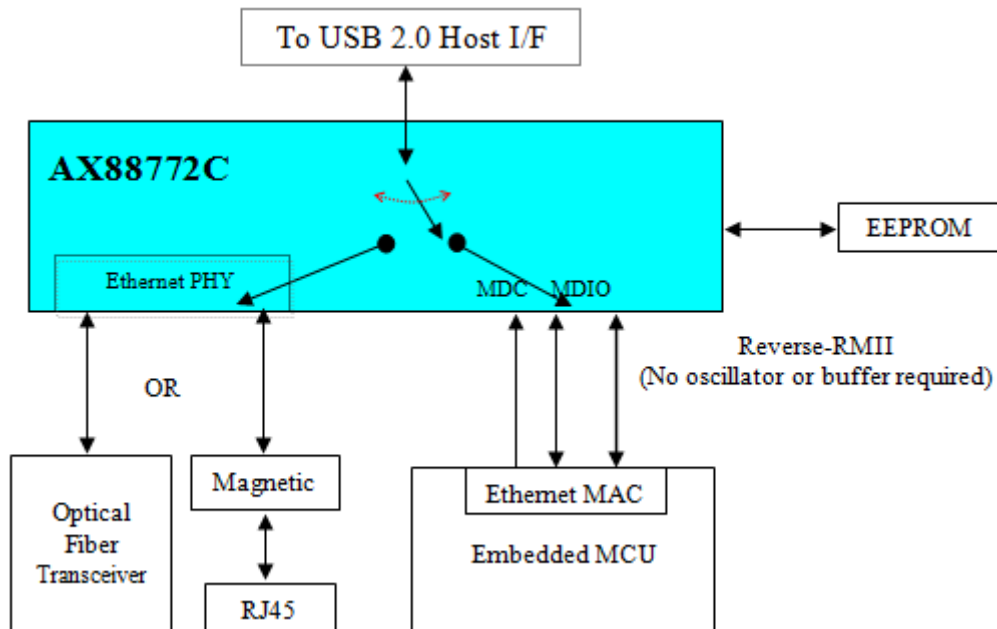 To USB 2.0 Host I/F
AX88772C
EEPROM
Ethernet PHY
MDC MDIO
Reverse-RMII
(No oscillator or buffer required)
OR
Magnetic
Ethernet MAC
Optical
Fiber
Transceiver
Embedded MCU
RJ45